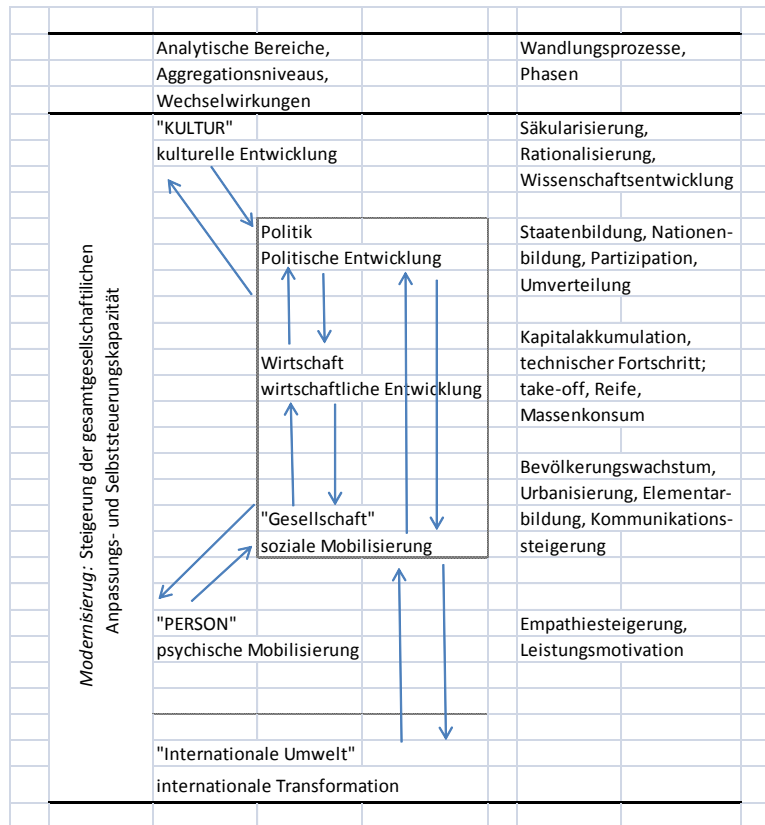 Analytische Bereiche,
Aggregationsniveaus,
Wechselwirkungen
Wandlungsprozesse,
Phasen
Modernisierug: Steigerung der gesamtgesellschaftilichen
Anpassungs- und Selbststeuerungskapazität
"KULTUR"
kulturelle Entwicklung
Säkularisierung,
Rationalisierung,
Wissenschaftsentwicklung
Politik
Politische Entwicklung
Staatenbildung, Nationen-
bildung, Partizipation,
Umverteilung
Wirtschaft
wirtschaftliche Entwicklung
Kapitalakkumulation,
technischer Fortschritt;
take-off, Reife,
Massenkonsum
"Gesellschaft"
soziale Mobilisierung
Bevölkerungswachstum,
Urbanisierung, Elementar-
bildung, Kommunikations-
steigerung
"PERSON"
psychische Mobilisierung
Empathiesteigerung,
Leistungsmotivation
"Internationale Umwelt"
internationale Transformation